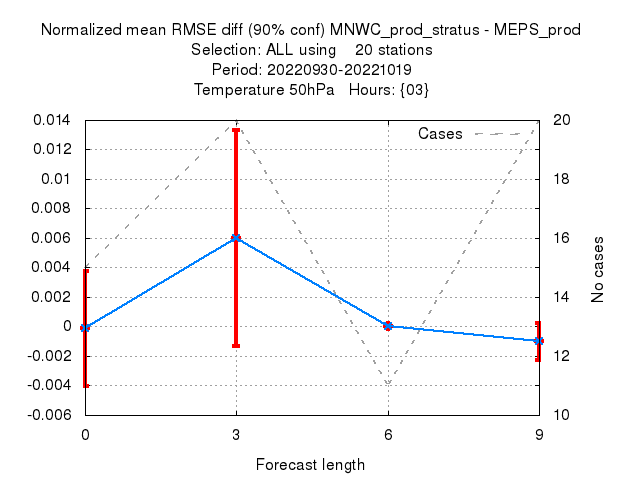 Normalized mean RMSE diff (90% conf) MNWC_prod_stratus - MEPS_prod
Selection: ALL using    20 stations
Period: 20220930-20221019
Temperature 50hPa   Hours: {03}
0.014
0.012
0.01
0.008
0.006
0.004
0.002
0
-0.002
-0.004
-0.006
Cases
20
18
16
14
12
10
No cases
0 3 6 9
Forecast length